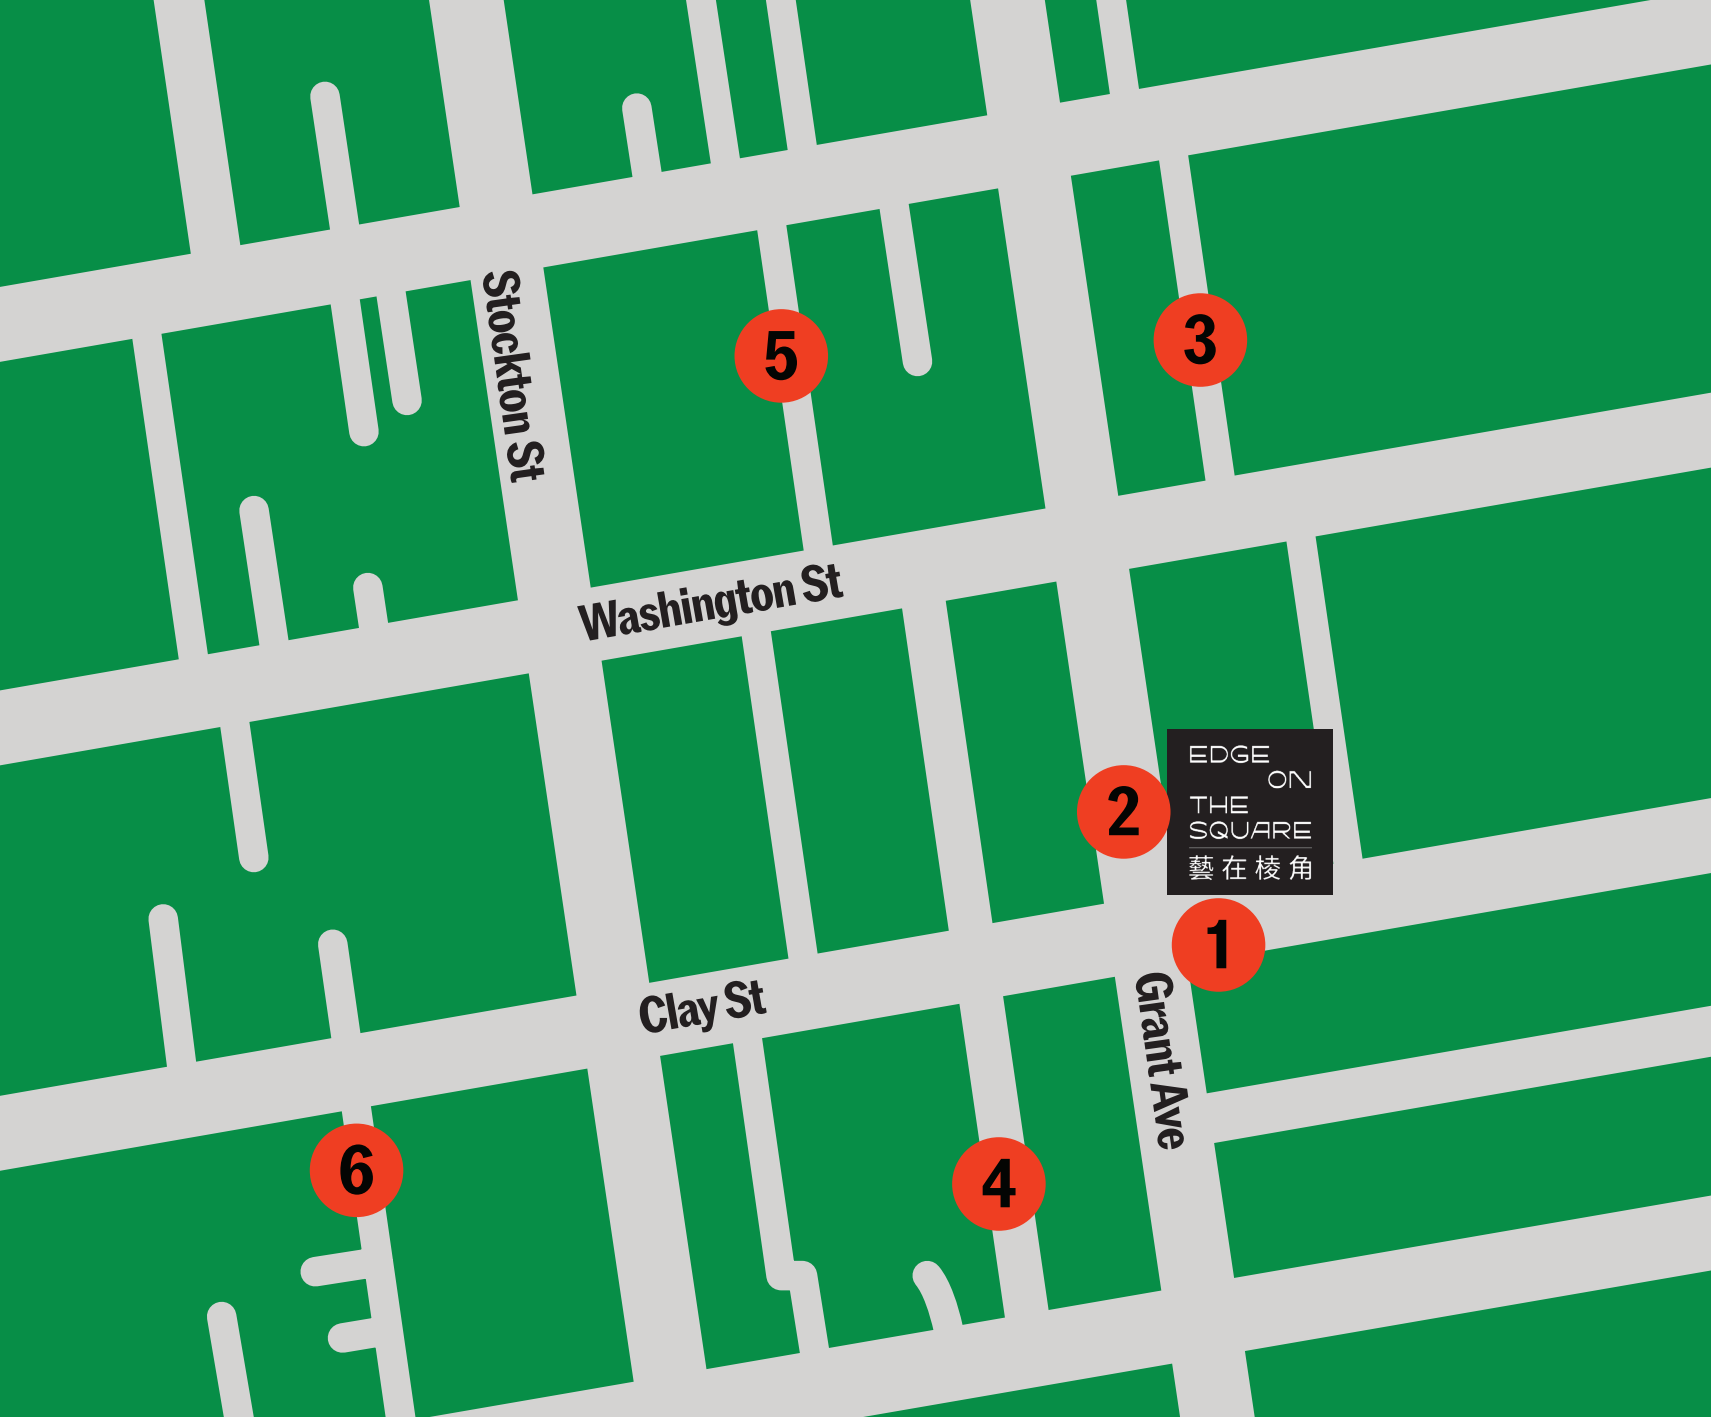 Stockton St
5
3
Washington St
2
EDGE
ON
THE
SQUARE
藝在棱角
1
Clay St
Grant Ave
6
4